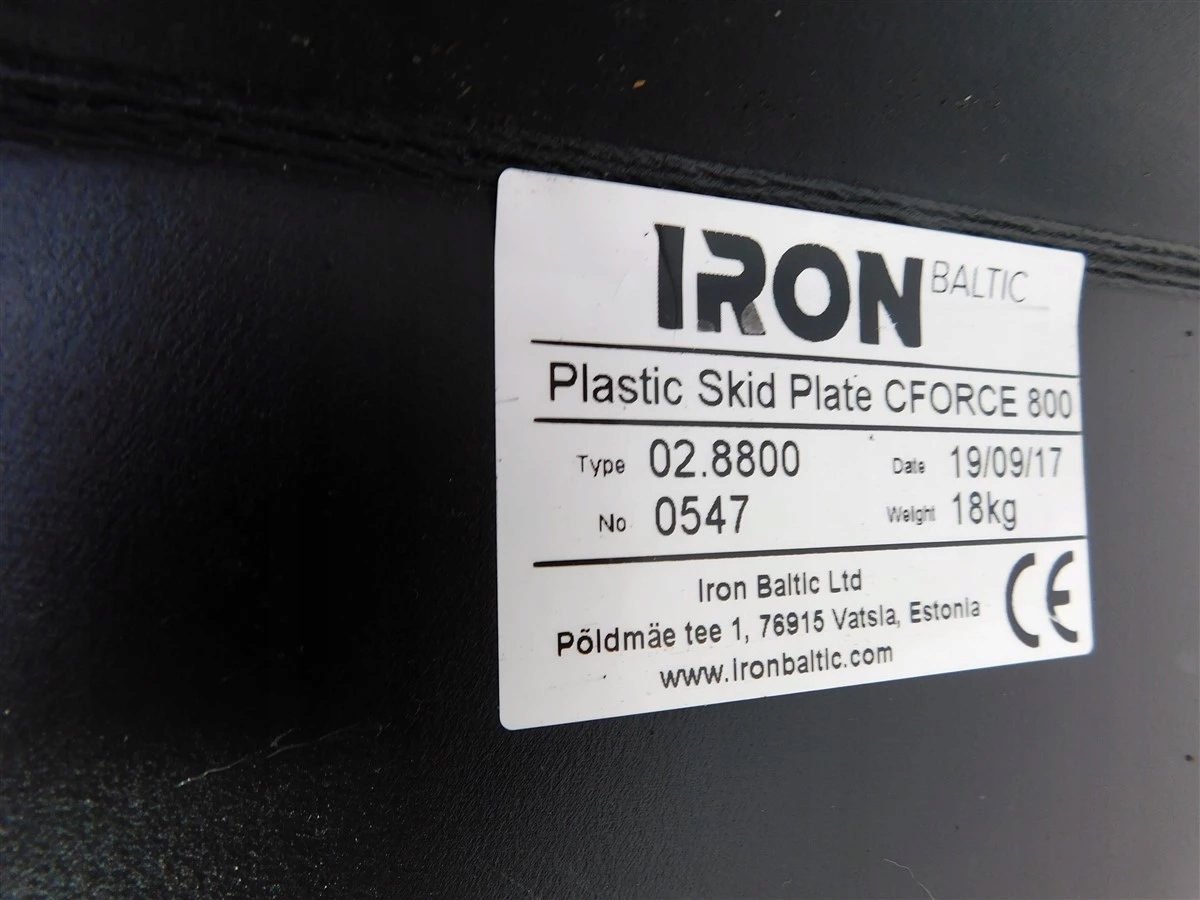 IRON BALTIC
Plastic Skid Plate CFORCE 800
Type 02.8800 Date 19/09/17
No 0547 Weight 18kg
Iron Baltic Ltd
Põldmäe tee 1, 76915 Vatsla, Estonia
www.ironbaltic.com
CE